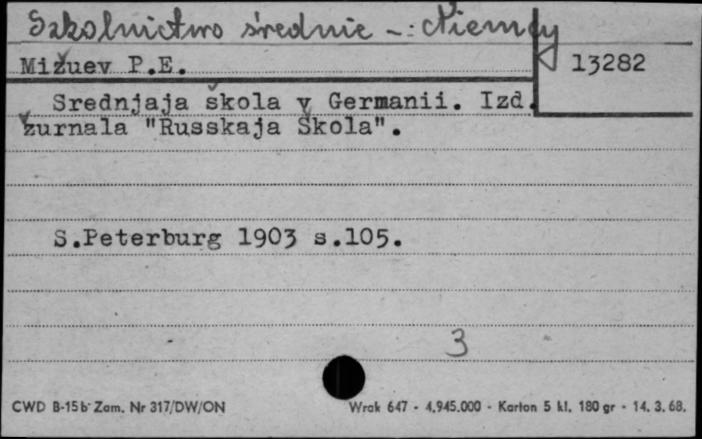 Szkolnictwo średnie -: Niemcy
Mižuev P.E.
13282
Srednjaja škola v Germanii. Izd.
žurnala "Russkaja Škola".
S.Peterburg 1903 s.105.
3
CWD B-15b Zam. Nr 317/DW/ON
Wrak 647 - 4.945.000 - Karton 5 kl. 180 gr - 14. 3. 68.